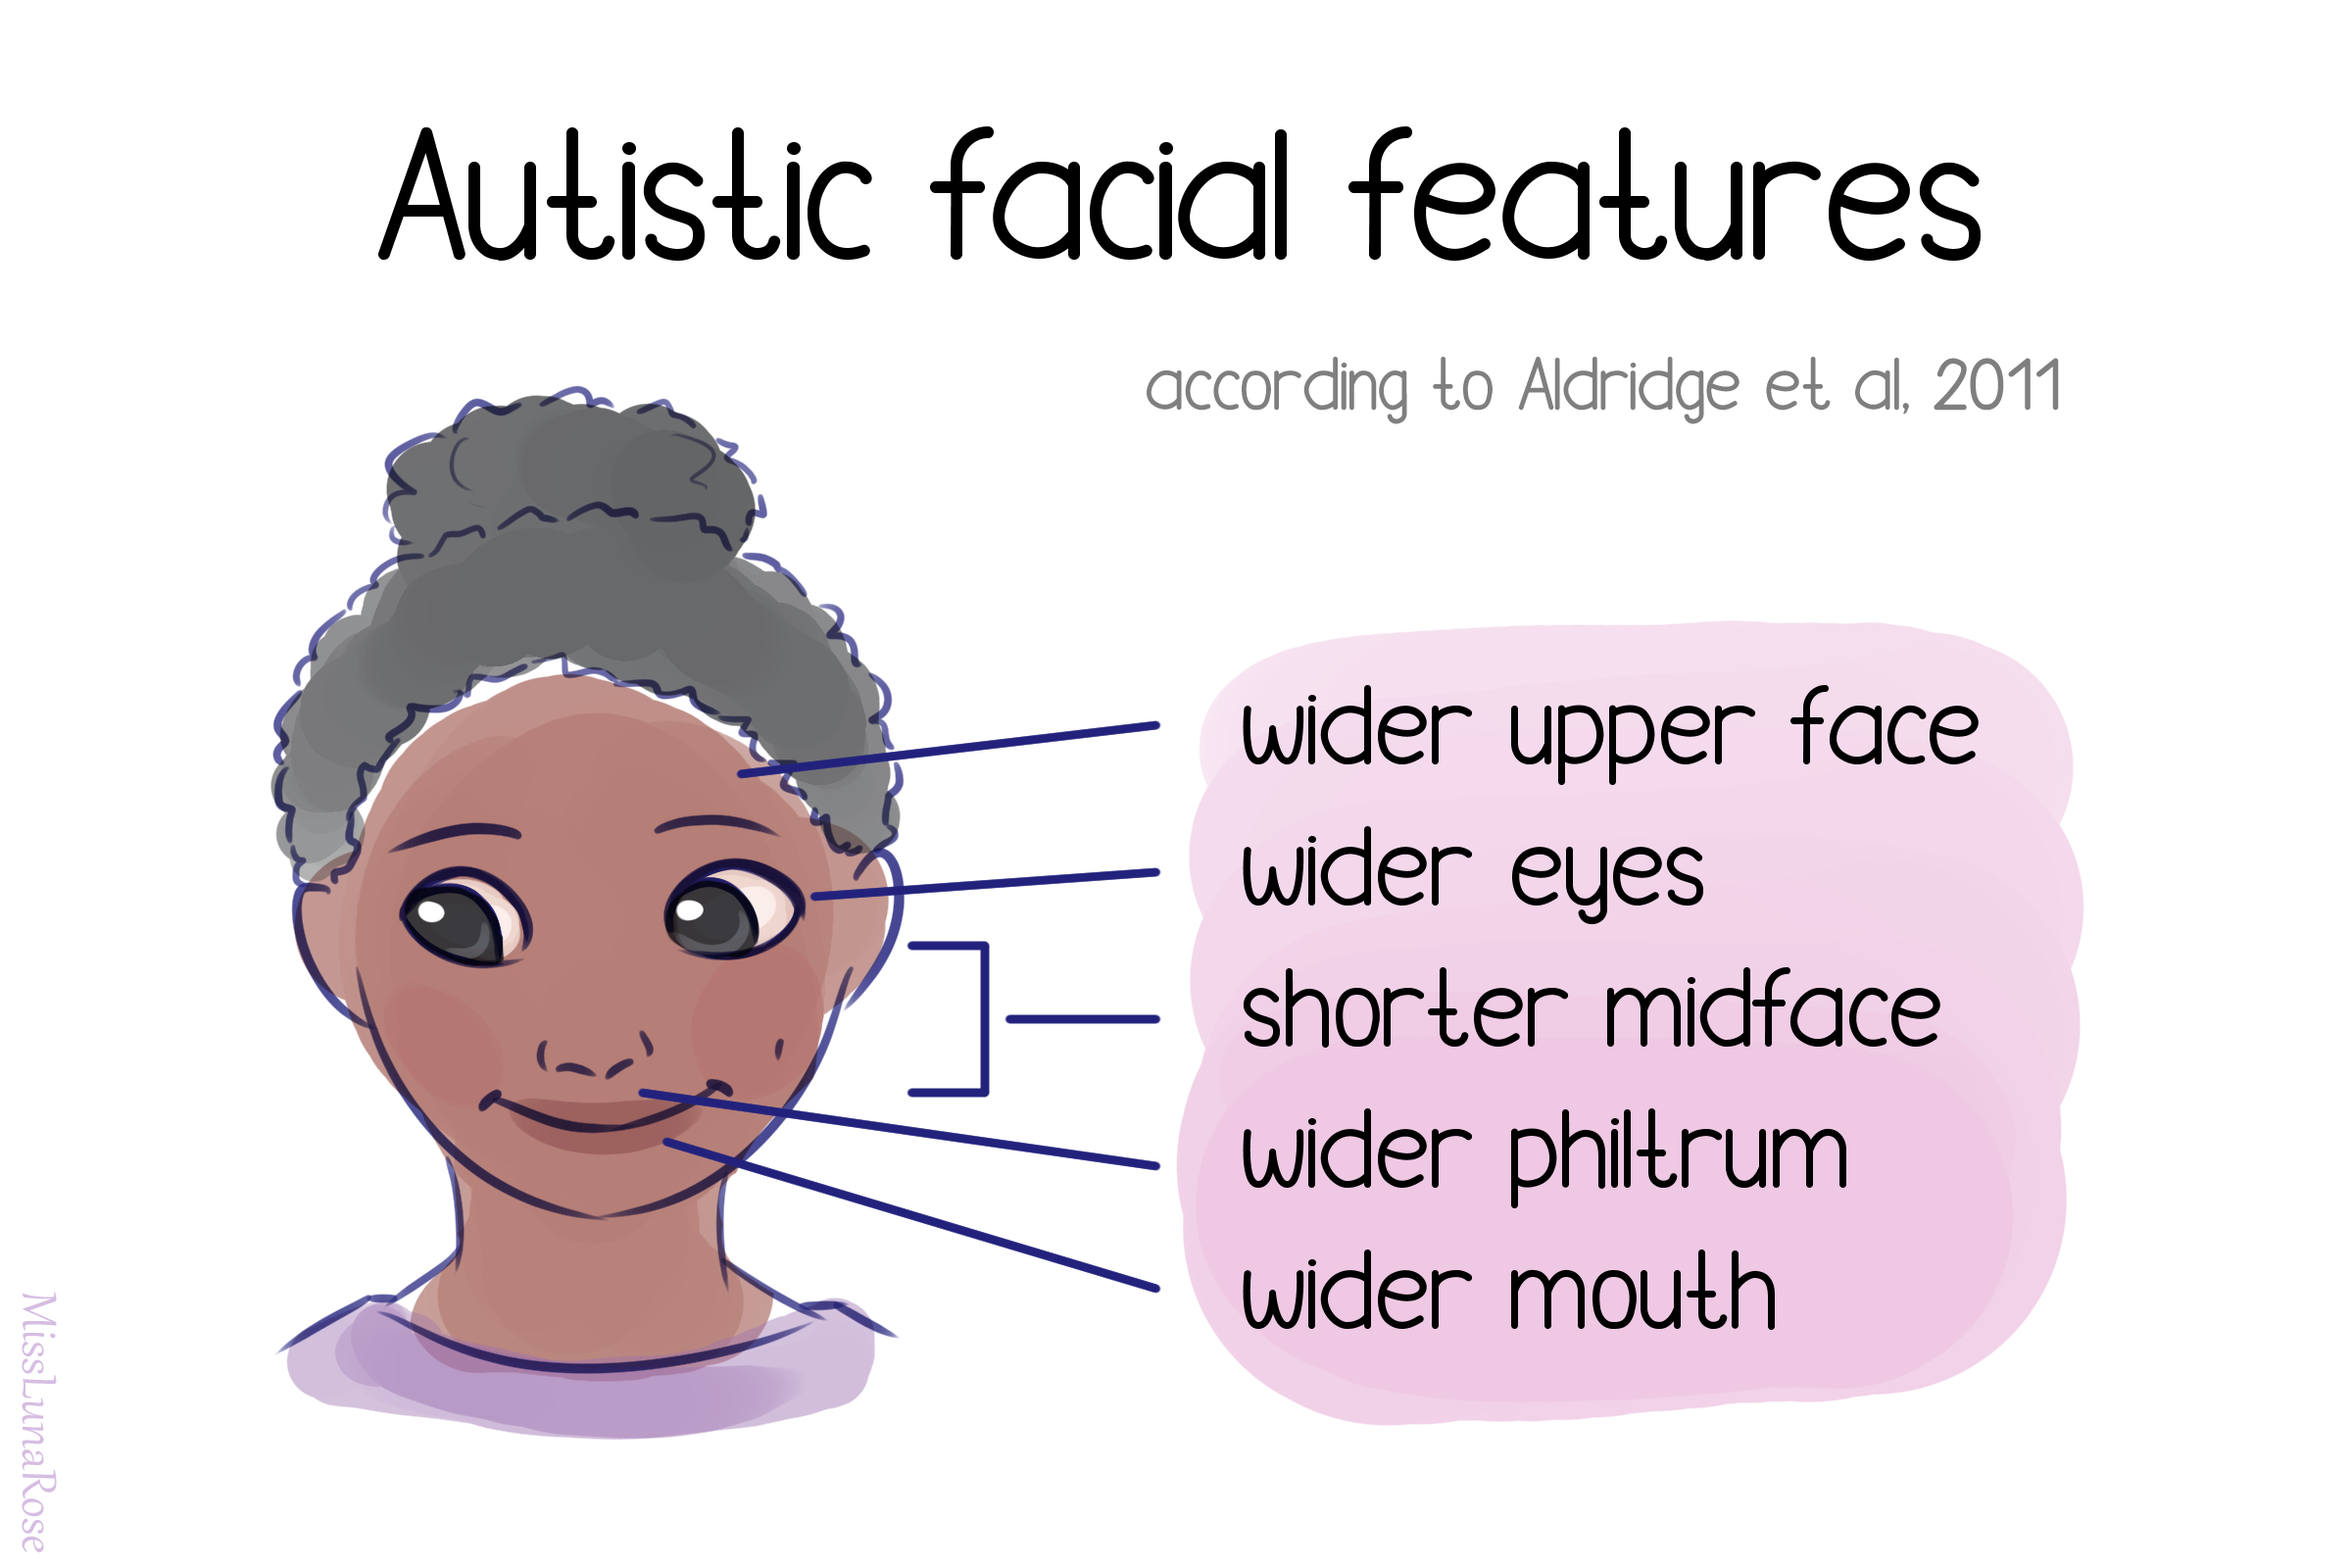 Autistic facial features
according to Aldridge et al, 2011
wider upper face
wider eyes
shorter midface
wider philtrum
wider mouth
MissLunaRose